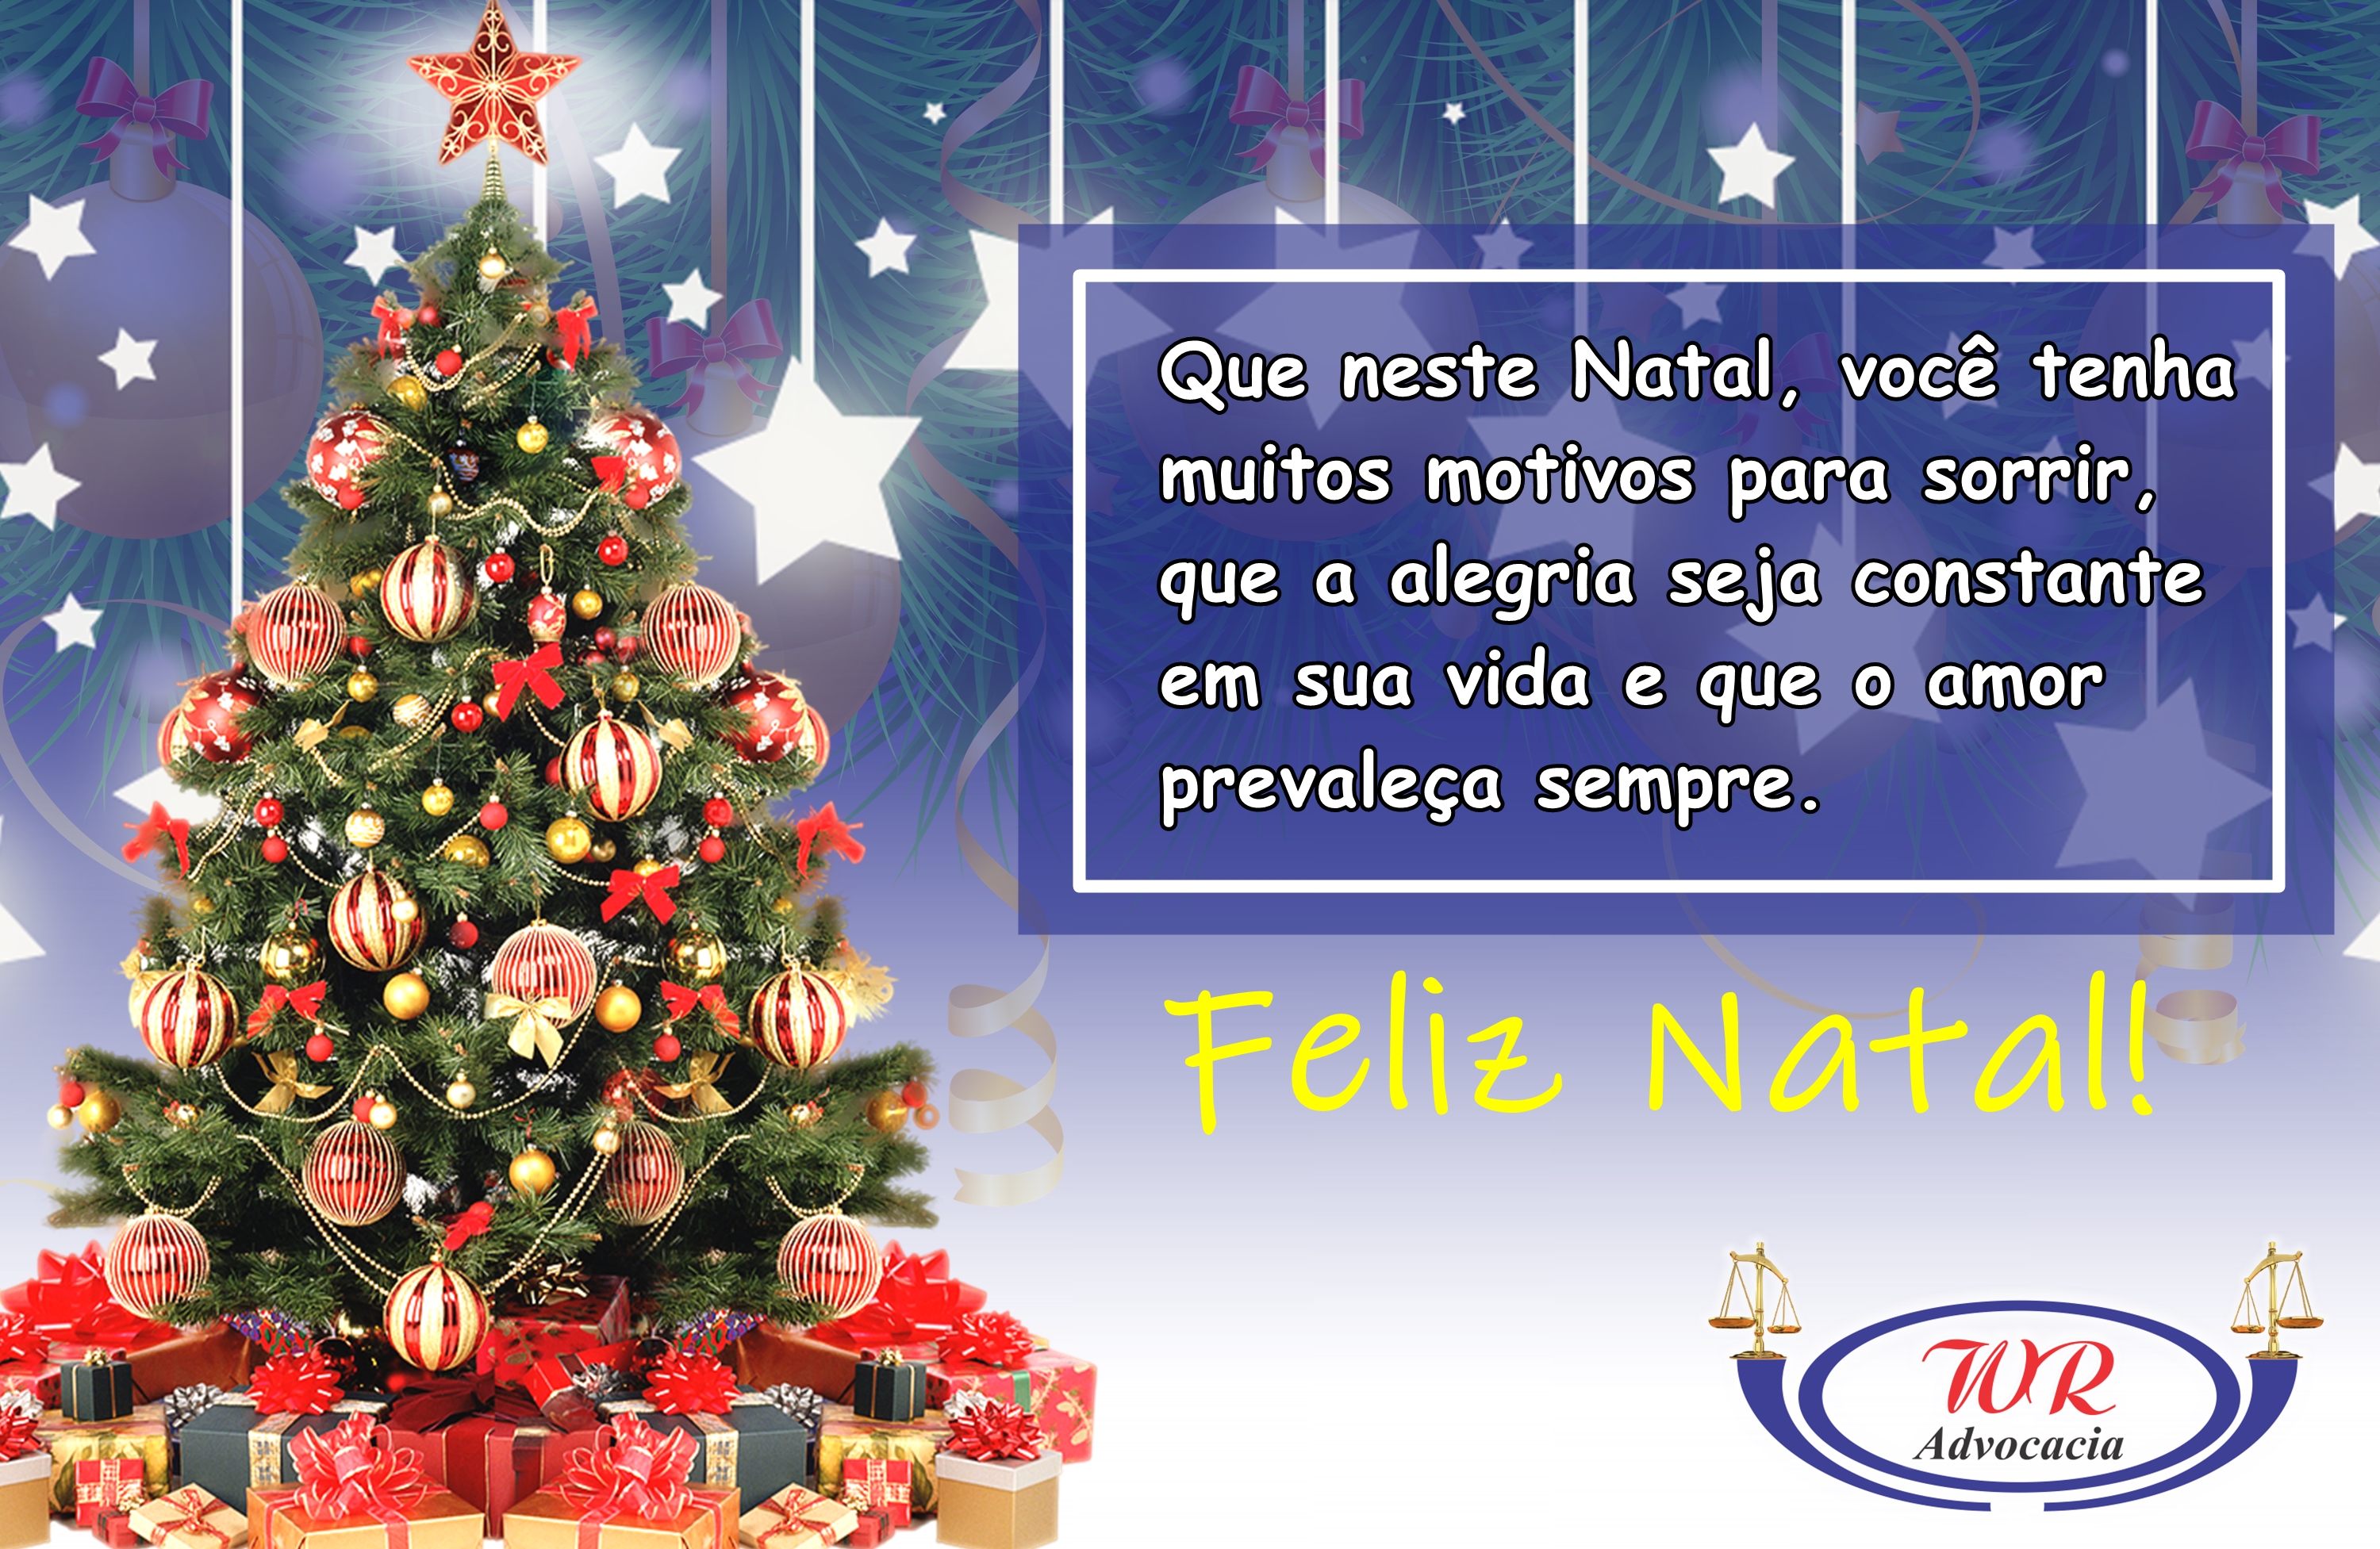 Que neste Natal, você tenha
muitos motivos para sorrir,
que a alegria seja constante
em sua vida e que o amor
prevaleça sempre.
Feliz Natal!
WR
Advocacia